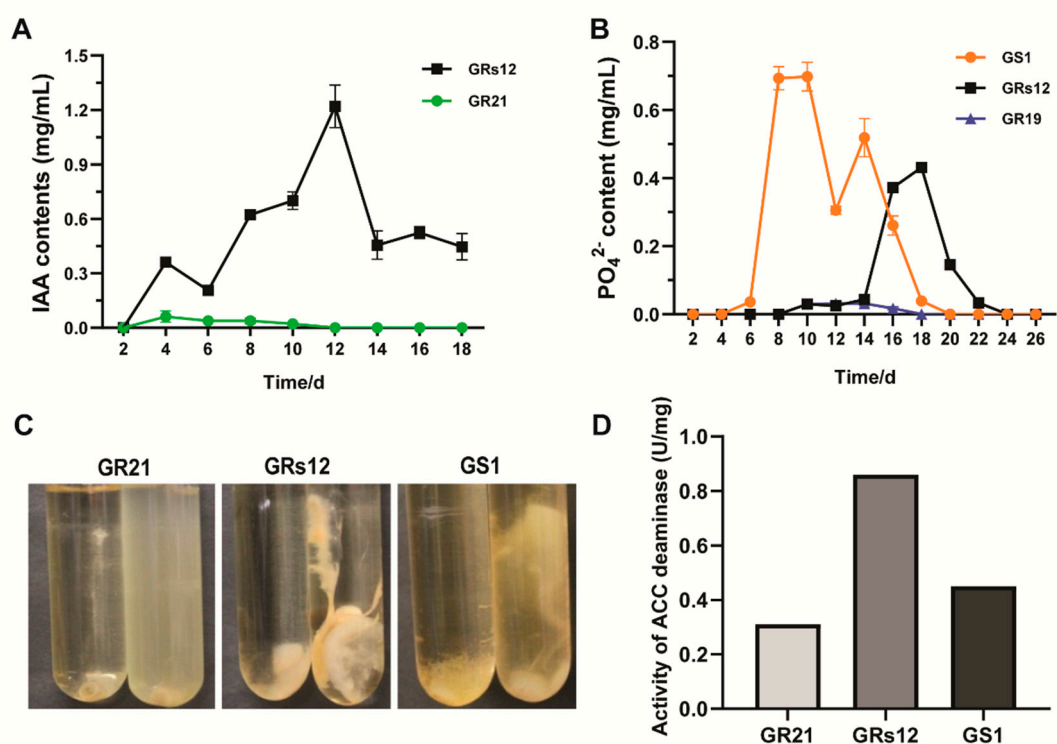 A
IAA contents (mg/mL)
1.5
1.2
0.9
0.6
0.3
0.0
2 4 6 8 10 12 14 16 18
Time/d
GRs12
GR21
B
PO₄²⁻ content (mg/mL)
0.8
0.6
0.4
0.2
0.0
2 4 6 8 10 12 14 16 18 20 22 24 26
Time/d
GS1
GRs12
GR19
C
GR21 GRs12 GS1
D
Activity of ACC deaminase (U/mg)
1.0
0.8
0.6
0.4
0.2
0.0
GR21 GRs12 GS1